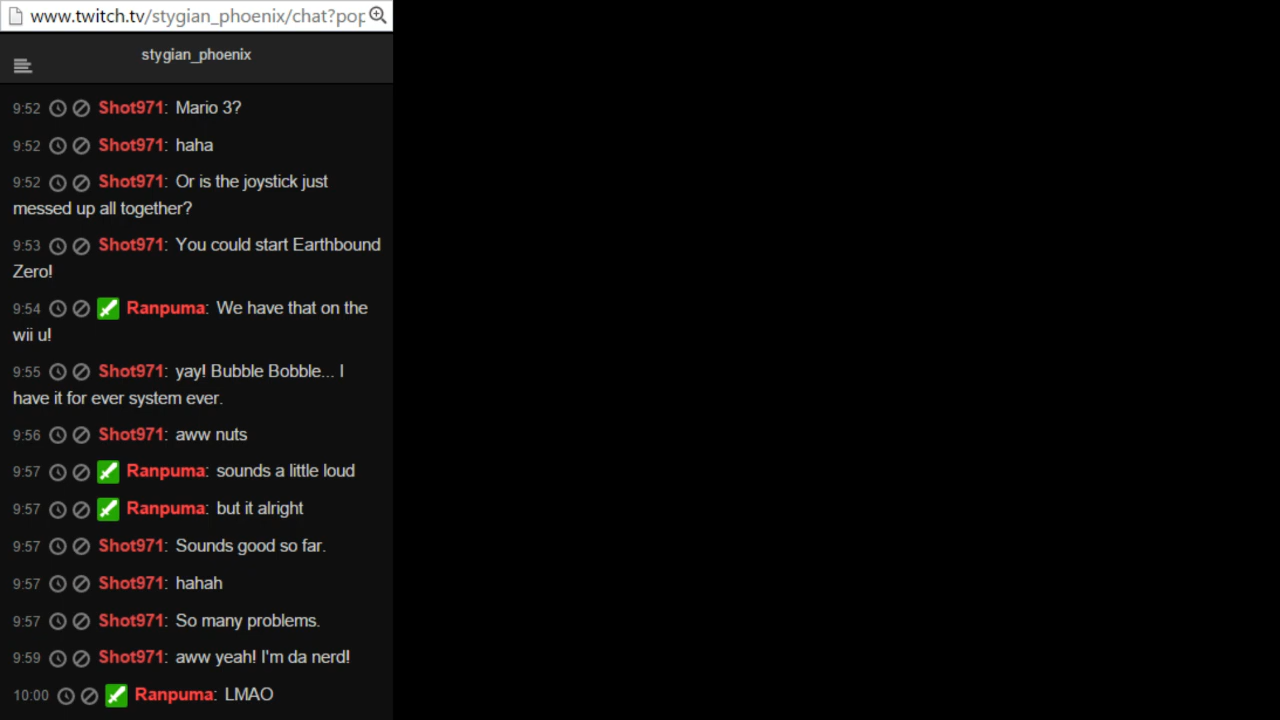 www.twitch.tv/stygian_phoenix/chat?pop
stygian_phoenix
9:52 Shot971: Mario 3?
9:52 Shot971: haha
9:52 Shot971: Or is the joystick just
messed up all together?
9:53 Shot971: You could start Earthbound
Zero!
9:54 Ranpuma: We have that on the
wii u!
9:55 Shot971: yay! Bubble Bobble... I
have it for ever system ever.
9:56 Shot971: aww nuts
9:57 Ranpuma: sounds a little loud
9:57 Ranpuma: but it alright
9:57 Shot971: Sounds good so far.
9:57 Shot971: hahah
9:57 Shot971: So many problems.
9:59 Shot971: aww yeah! I'm da nerd!
10:00 Ranpuma: LMAO